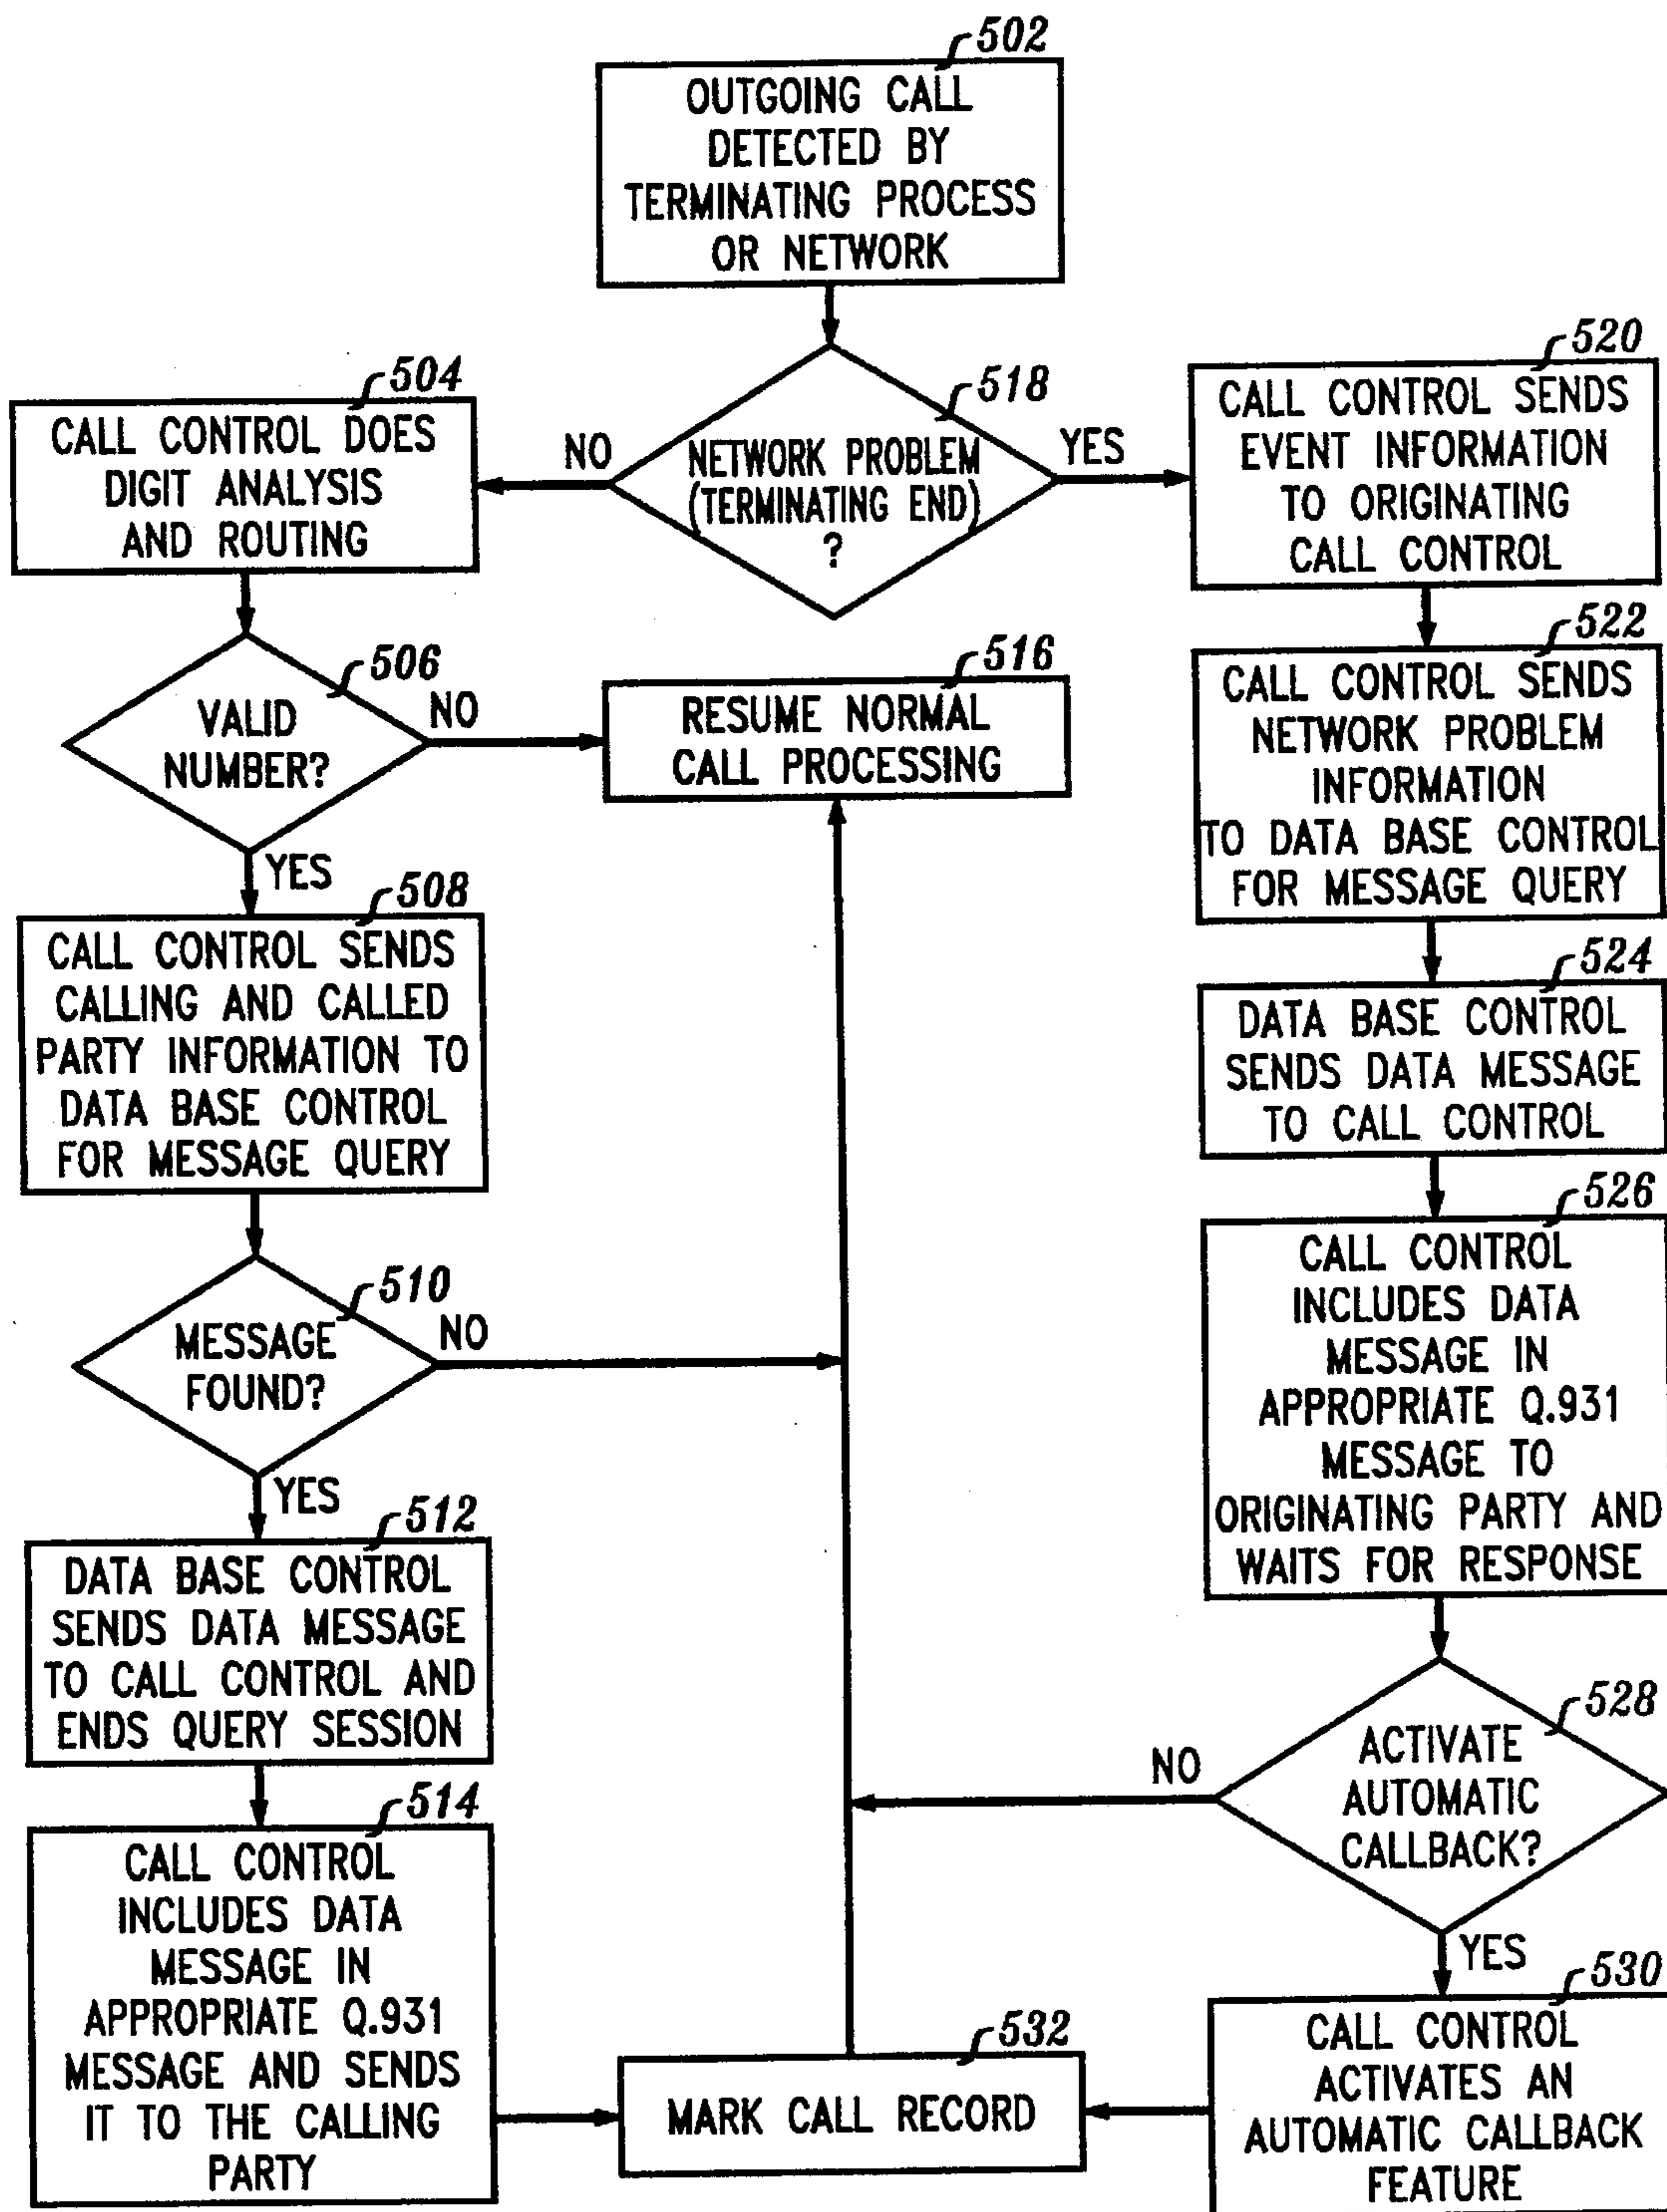 502
OUTGOING CALL
DETECTED BY
TERMINATING PROCESS
OR NETWORK
518
NETWORK PROBLEM
(TERMINATING END)
?
NO
YES
504
CALL CONTROL DOES
DIGIT ANALYSIS
AND ROUTING
506
VALID
NUMBER?
NO
YES
516
RESUME NORMAL
CALL PROCESSING
508
CALL CONTROL SENDS
CALLING AND CALLED
PARTY INFORMATION TO
DATA BASE CONTROL
FOR MESSAGE QUERY
510
MESSAGE
FOUND?
NO
YES
512
DATA BASE CONTROL
SENDS DATA MESSAGE
TO CALL CONTROL AND
ENDS QUERY SESSION
514
CALL CONTROL
INCLUDES DATA
MESSAGE IN
APPROPRIATE Q.931
MESSAGE AND SENDS
IT TO THE CALLING
PARTY
520
CALL CONTROL SENDS
EVENT INFORMATION
TO ORIGINATING
CALL CONTROL
522
CALL CONTROL SENDS
NETWORK PROBLEM
INFORMATION
TO DATA BASE CONTROL
FOR MESSAGE QUERY
524
DATA BASE CONTROL
SENDS DATA MESSAGE
TO CALL CONTROL
526
CALL CONTROL
INCLUDES DATA
MESSAGE IN
APPROPRIATE Q.931
MESSAGE TO
ORIGINATING PARTY AND
WAITS FOR RESPONSE
528
ACTIVATE
AUTOMATIC
CALLBACK?
NO
YES
530
CALL CONTROL
ACTIVATES AN
AUTOMATIC CALLBACK
FEATURE
532
MARK CALL RECORD